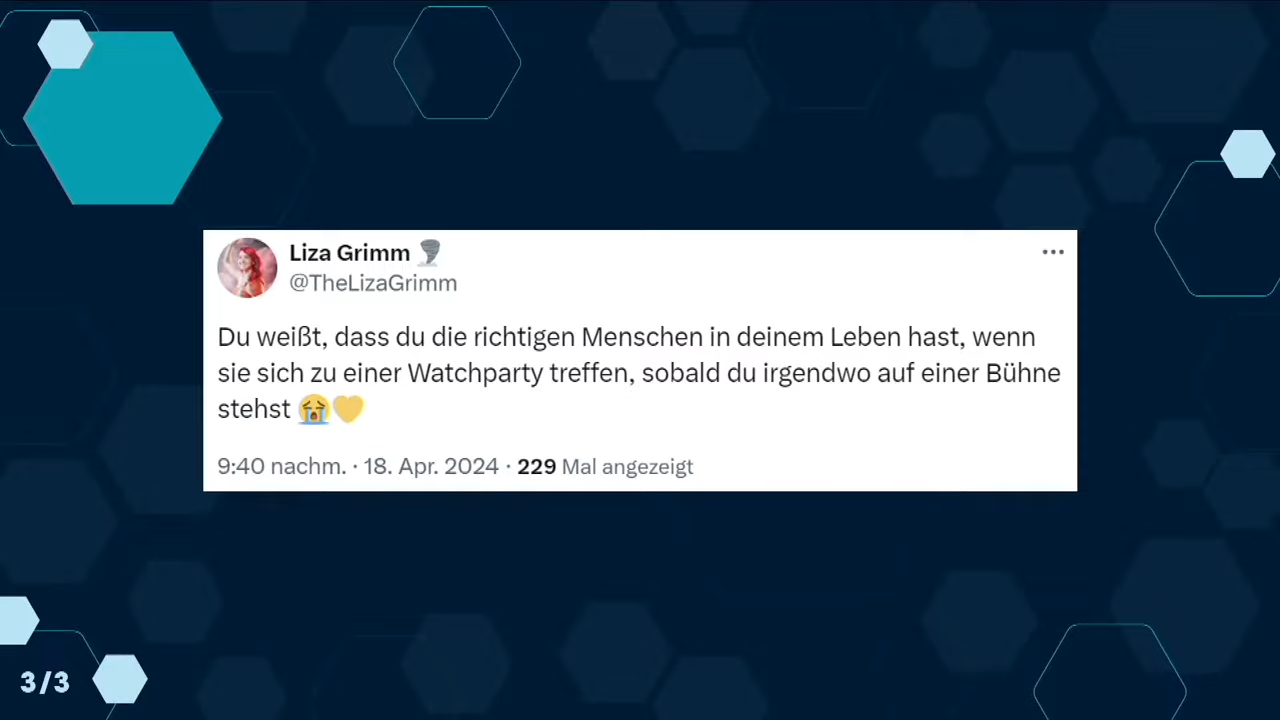 Liza Grimm 🌪️
@TheLizaGrimm
Du weißt, dass du die richtigen Menschen in deinem Leben hast, wenn
sie sich zu einer Watchparty treffen, sobald du irgendwo auf einer Bühne
stehst 😭💛
9:40 nachm. · 18. Apr. 2024 · 229 Mal angezeigt
3/3